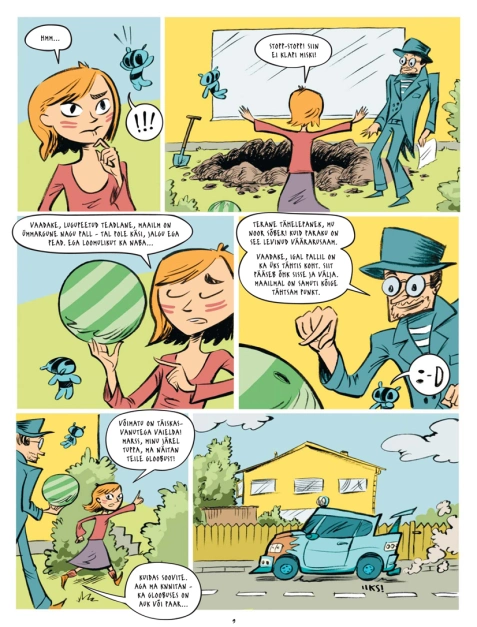 HMM...
!!!
STOPP-STOPP! SIIN
EI KLAPI MISKI!
VAADAKE, LUGUPEETUD TEADLANE, MAAILM ON
ÜMMARGUNE NAGU PALL - TAL POLE KÄSI, JALGU EGA
PEAD. EGA LOOMULIKUT KA NABA...
TERANE TÄHELEPANEK, MU
NOOR SÕBER! KUID PARAKU ON
SEE LEVINUD VÄÄRARUSAAM.
VAADAKE, IGAL PALLIL ON
KA ÜKS TÄHTIS KOHT. SIIT
PÄÄSEB ÕHK SISSE JA VÄLJA.
MAAILMAL ON SAMUTI KÕIGE
TÄHTSAM PUNKT.
VÕIMATU ON TÄISKAS-
VANUTEGA VAIELDA!
MARSS, MINU JÄREL
TUPPA, MA NÄITAN
TEILE GLOOBUST!
KUIDAS SOOVITE.
AGA MA KINNITAN -
KA GLOOBUSES ON
AUK VÕI PAAR...
IIKS!
9